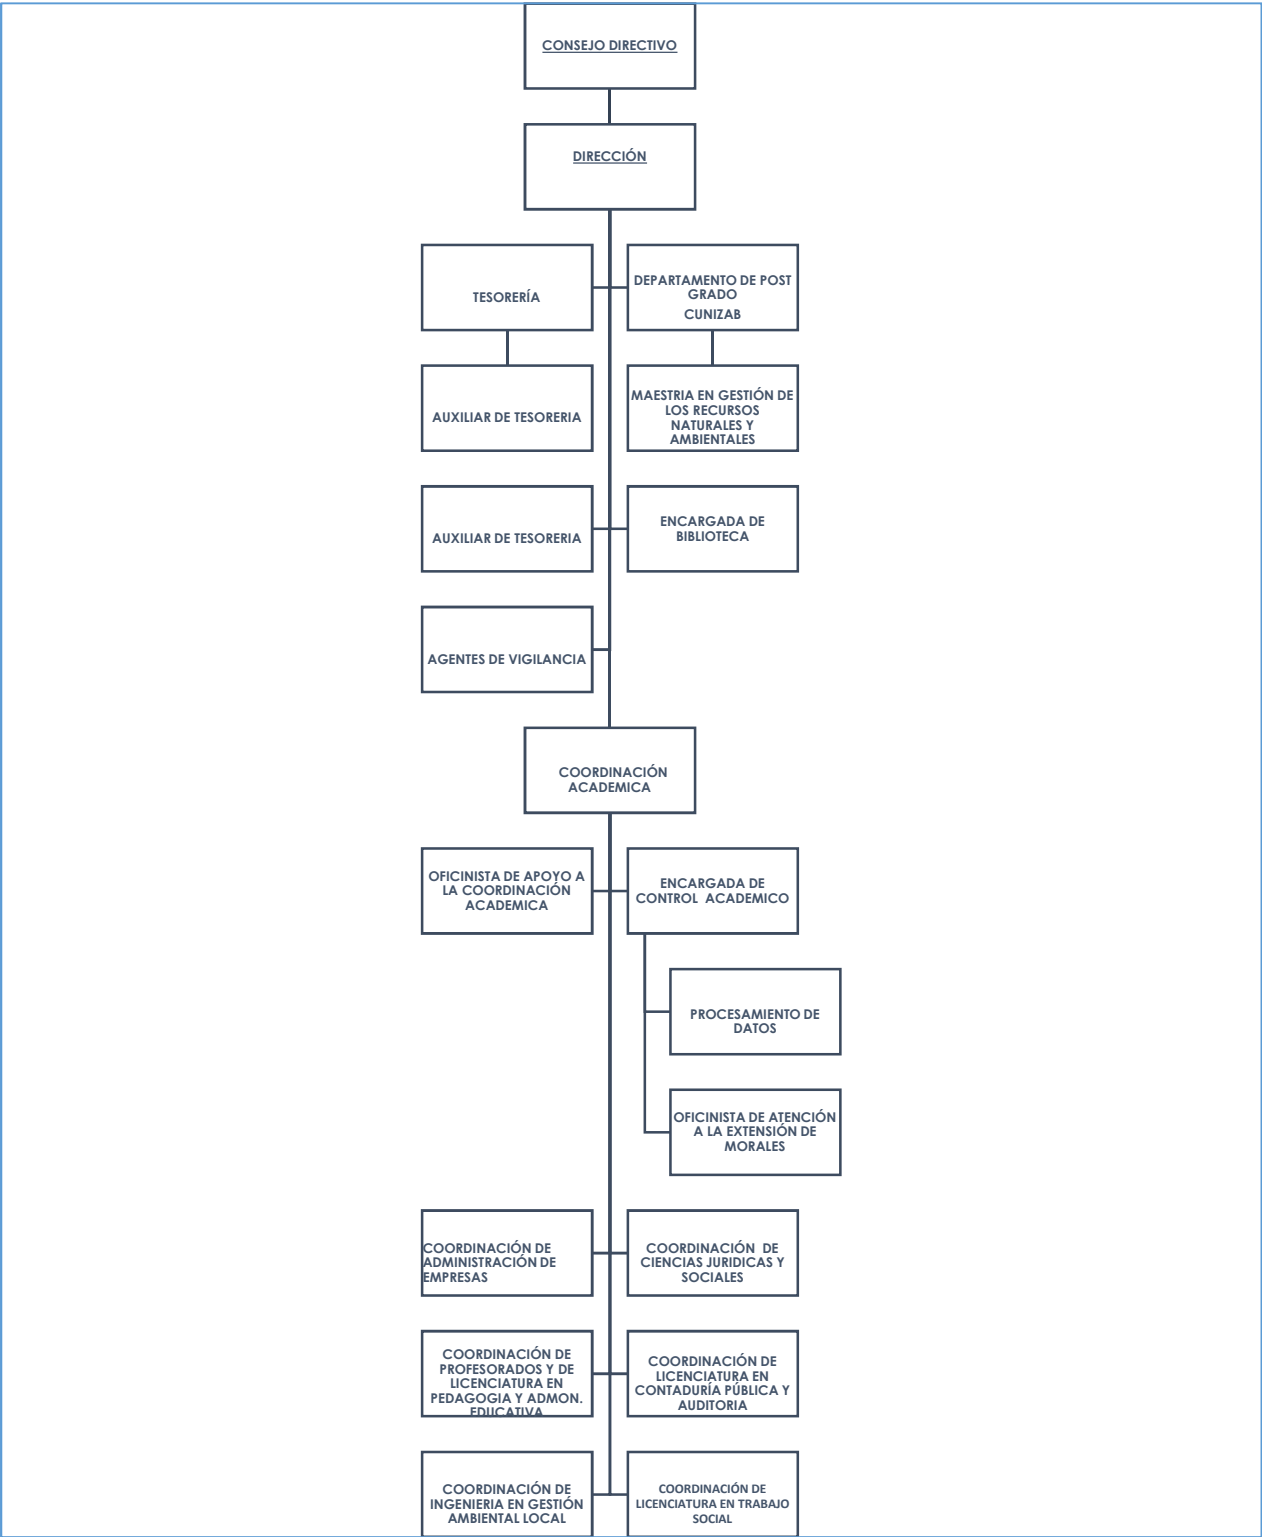 CONSEJO DIRECTIVO
DIRECCIÓN
TESORERÍA
DEPARTAMENTO DE POST
GRADO
CUNIZAB
AUXILIAR DE TESORERIA
MAESTRIA EN GESTIÓN DE
LOS RECURSOS
NATURALES Y
AMBIENTALES
AUXILIAR DE TESORERIA
ENCARGADA DE
BIBLIOTECA
AGENTES DE VIGILANCIA
COORDINACIÓN
ACADEMICA
OFICINISTA DE APOYO A
LA COORDINACIÓN
ACADEMICA
ENCARGADA DE
CONTROL ACADEMICO
PROCESAMIENTO DE
DATOS
OFICINISTA DE ATENCIÓN
A LA EXTENSIÓN DE
MORALES
COORDINACIÓN DE
ADMINISTRACIÓN DE
EMPRESAS
COORDINACIÓN DE
CIENCIAS JURIDICAS Y
SOCIALES
COORDINACIÓN DE
PROFESORADOS Y DE
LICENCIATURA EN
PEDAGOGIA Y ADMON.
EDUCATIVA
COORDINACIÓN DE
LICENCIATURA EN
CONTADURÍA PÚBLICA Y
AUDITORIA
COORDINACIÓN DE
INGENIERIA EN GESTIÓN
AMBIENTAL LOCAL
COORDINACIÓN DE
LICENCIATURA EN TRABAJO
SOCIAL